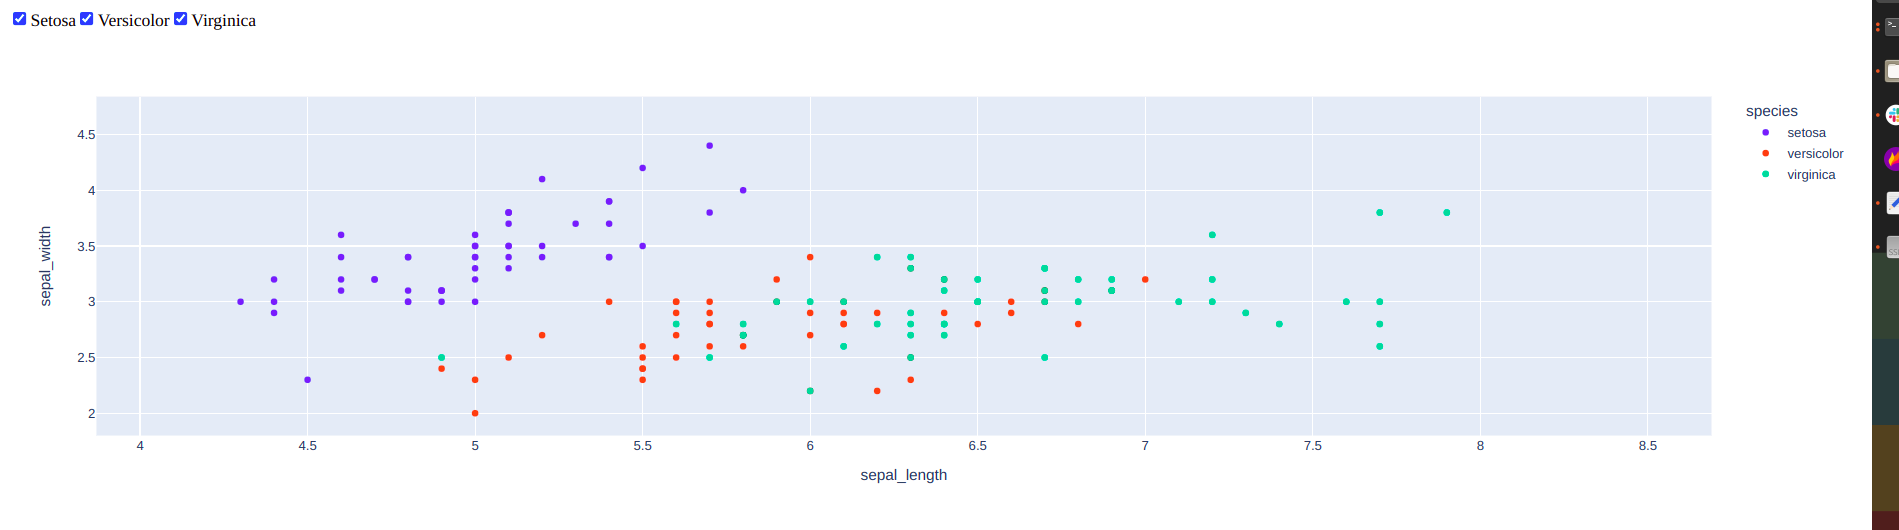 Setosa Versicolor Virginica
species
setosa
versicolor
virginica
sepal_width
4.5
4
3.5
3
2.5
2
4 4.5 5 5.5 6 6.5 7 7.5 8 8.5
sepal_length